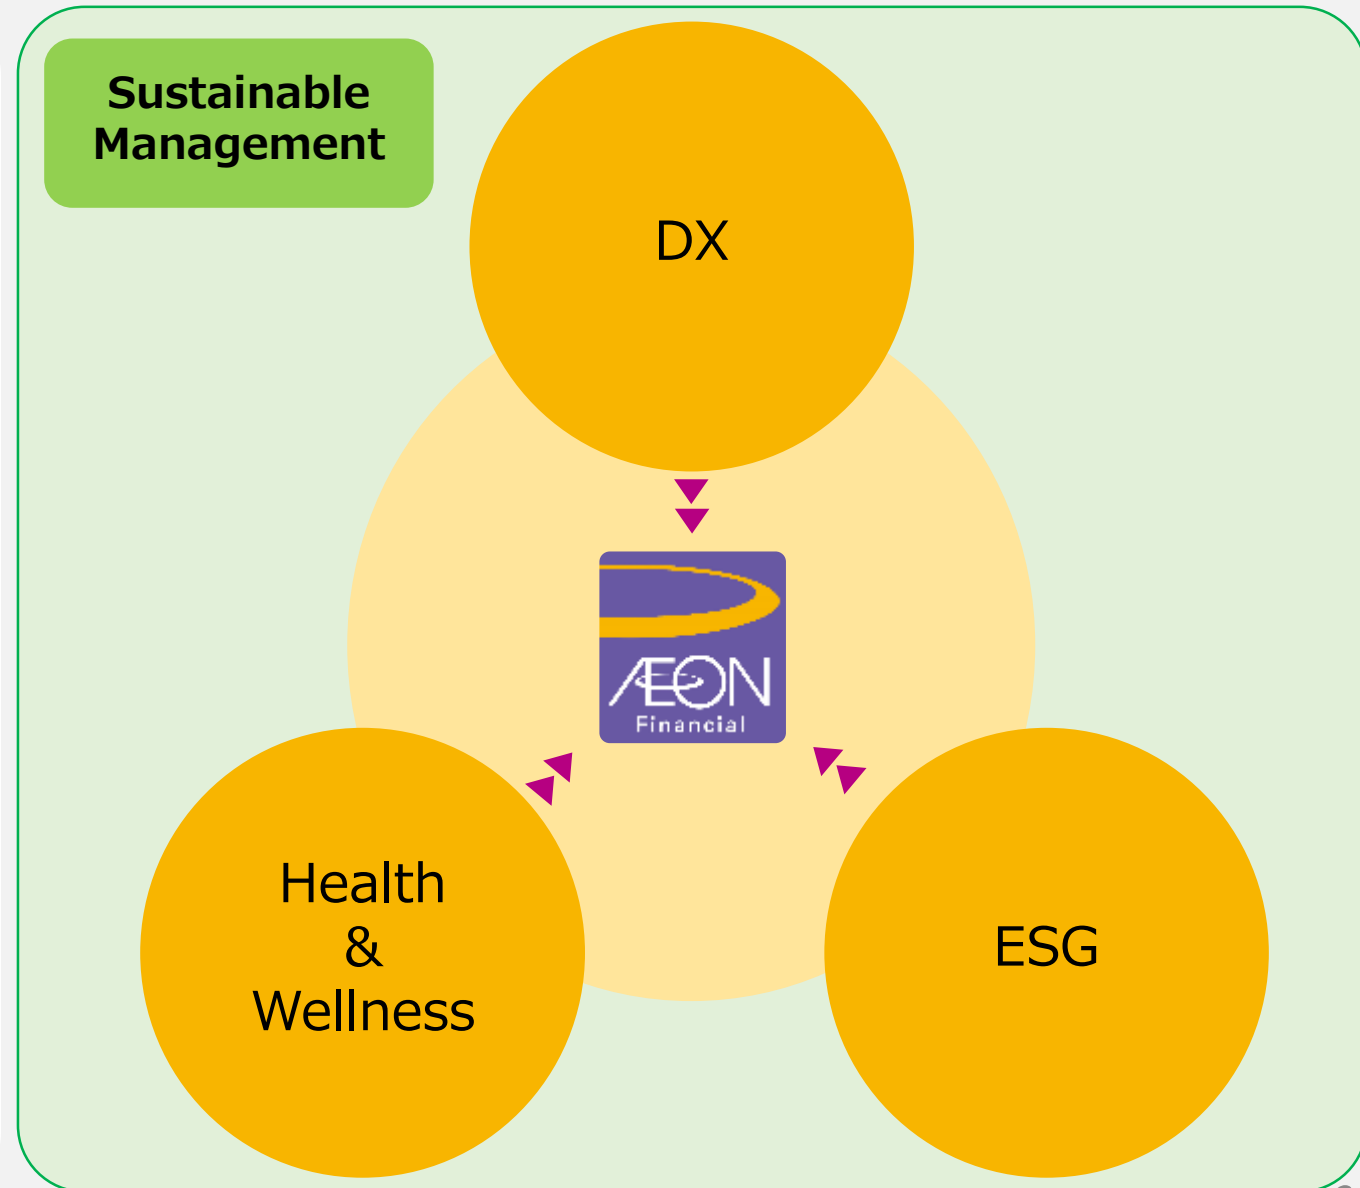 Sustainable
Management
DX
ÆON
Financial
Health
&
Wellness
ESG